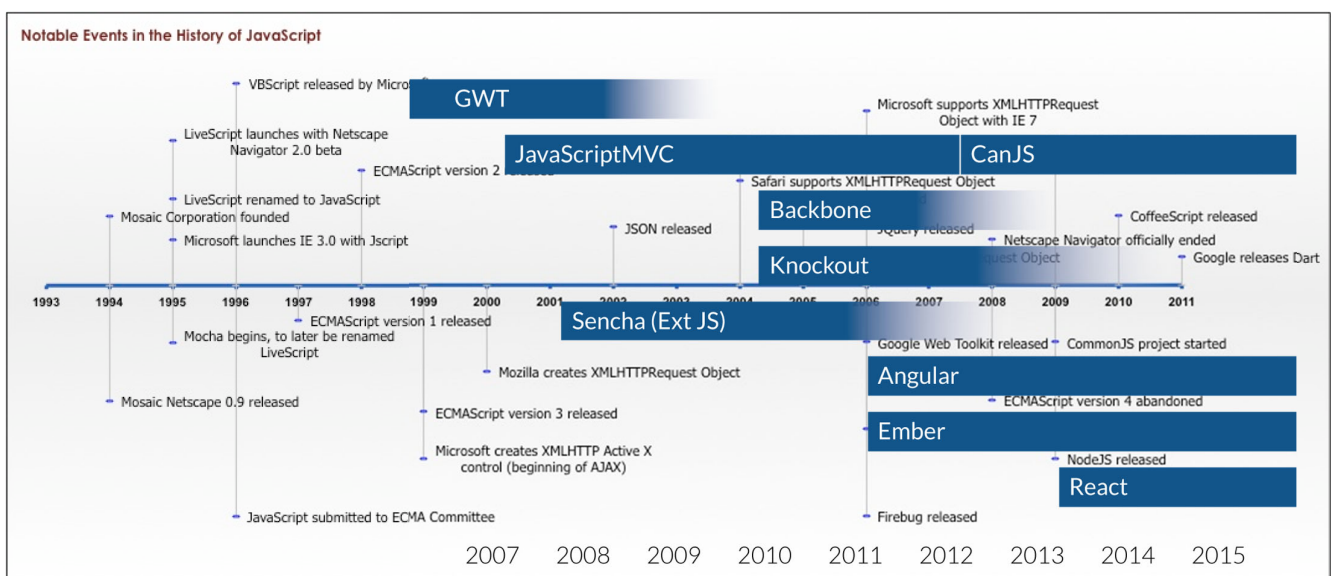 Notable Events in the History of JavaScript
VBScript released by Micros
GWT
Microsoft supports XMLHTTPRequest
Object with IE 7
LiveScript launches with Netscape
Navigator 2.0 beta
JavaScriptMVC
CanJS
ECMAScript version 2 released
Safari supports XMLHTTPRequest Object
LiveScript renamed to JavaScript
Backbone
Mosaic Corporation founded
CoffeeScript released
JSON released
JQuery released
Microsoft launches IE 3.0 with Jscript
Netscape Navigator officially ended
Knockout
quest Object
Google releases Dart
1993 1994 1995 1996 1997 1998 1999 2000 2001 2002 2003 2004 2005 2006 2007 2008 2009 2010 2011
ECMAScript version 1 released
Sencha (Ext JS)
Mocha begins, to later be renamed
LiveScript
Google Web Toolkit released
CommonJS project started
Mozilla creates XMLHTTPRequest Object
Angular
Mosaic Netscape 0.9 released
ECMAScript version 4 abandoned
ECMAScript version 3 released
Ember
Microsoft creates XMLHTTP Active X
control (beginning of AJAX)
NodeJS released
React
JavaScript submitted to ECMA Committee
Firebug released
2007 2008 2009 2010 2011 2012 2013 2014 2015